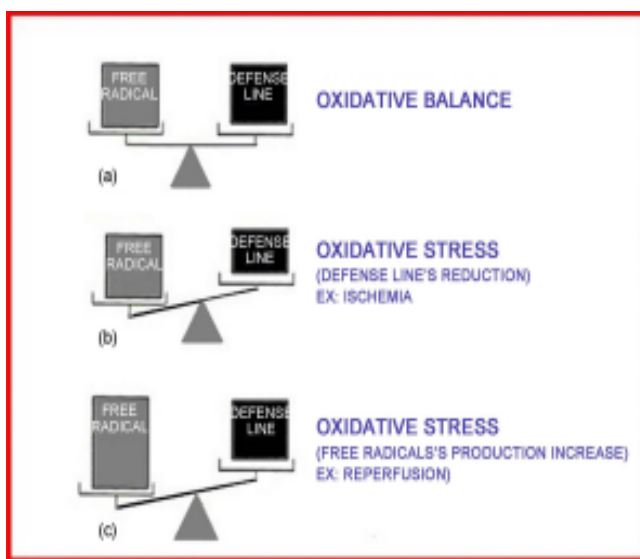 FREE
RADICAL
DEFENSE
LINE
OXIDATIVE BALANCE
(a)
FREE
RADICAL
DEFENSE
LINE
OXIDATIVE STRESS
(DEFENSE LINE'S REDUCTION)
EX: ISCHEMIA
(b)
FREE
RADICAL
DEFENSE
LINE
OXIDATIVE STRESS
(FREE RADICALS'S PRODUCTION INCREASE)
EX: REPERFUSION)
(c)